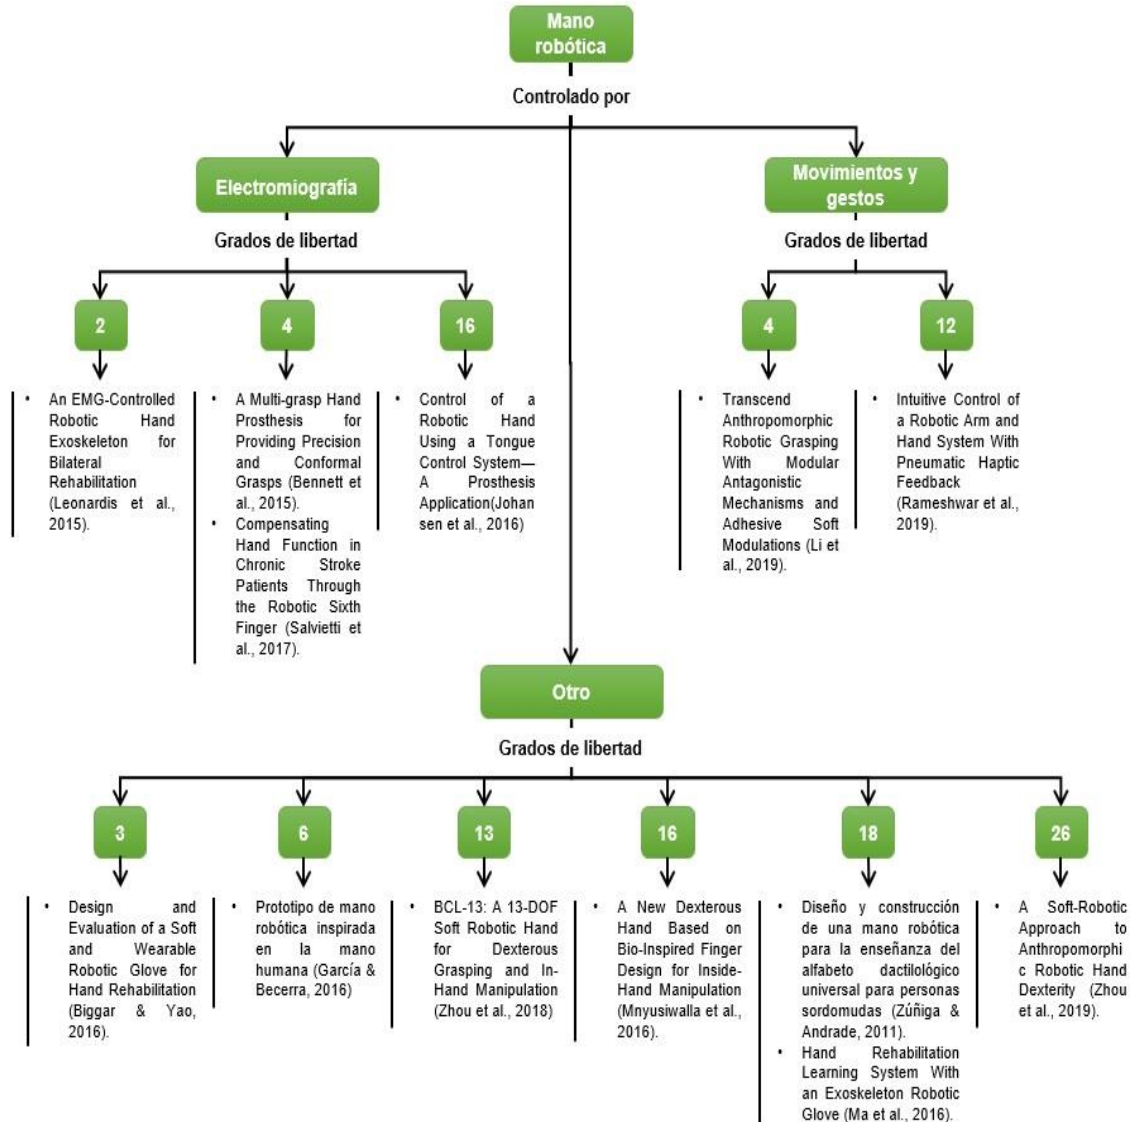 Mano
robótica
Controlado por
Electromiografía
Movimientos y
gestos
Grados de libertad
Grados de libertad
2
4
16
4
12
• An EMG-Controlled
Robotic Hand
Exoskeleton for
Bilateral
Rehabilitation
(Leonardis et al.,
2015).
• A Multi-grasp Hand
Prosthesis for
Providing Precision
and Conformal
Grasps (Bennett et
al., 2015).
• Compensating
Hand Function in
Chronic Stroke
Patients Through
the Robotic Sixth
Finger (Salvietti et
al., 2017).
• Control of a
Robotic Hand
Using a Tongue
Control System—
A Prosthesis
Application(Johan
sen et al., 2016)
• Transcend
Anthropomorphic
Robotic Grasping
With Modular
Antagonistic
Mechanisms and
Adhesive Soft
Modulations (Li et
al., 2019).
• Intuitive Control of
a Robotic Arm and
Hand System With
Pneumatic Haptic
Feedback
(Rameshwar et al.,
2019).
Otro
Grados de libertad
3
6
13
16
18
26
• Design and
Evaluation of a Soft
and Wearable
Robotic Glove for
Hand Rehabilitation
(Biggar & Yao,
2016).
• Prototipo de mano
robótica inspirada
en la mano
humana (García &
Becerra, 2016)
• BCL-13: A 13-DOF
Soft Robotic Hand
for Dexterous
Grasping and In-
Hand Manipulation
(Zhou et al., 2018)
• A New Dexterous
Hand Based on
Bio-Inspired Finger
Design for Inside-
Hand Manipulation
(Mnyusiwalla et al.,
2016).
• Diseño y construcción
de una mano robótica
para la enseñanza del
alfabeto dactilológico
universal para personas
sordomudas (Zúñiga &
Andrade, 2011).
• Hand Rehabilitation
Learning System With
an Exoskeleton Robotic
Glove (Ma et al., 2016).
• A Soft-Robotic
Approach to
Anthropomorphi
c Robotic Hand
Dexterity (Zhou
et al., 2019).